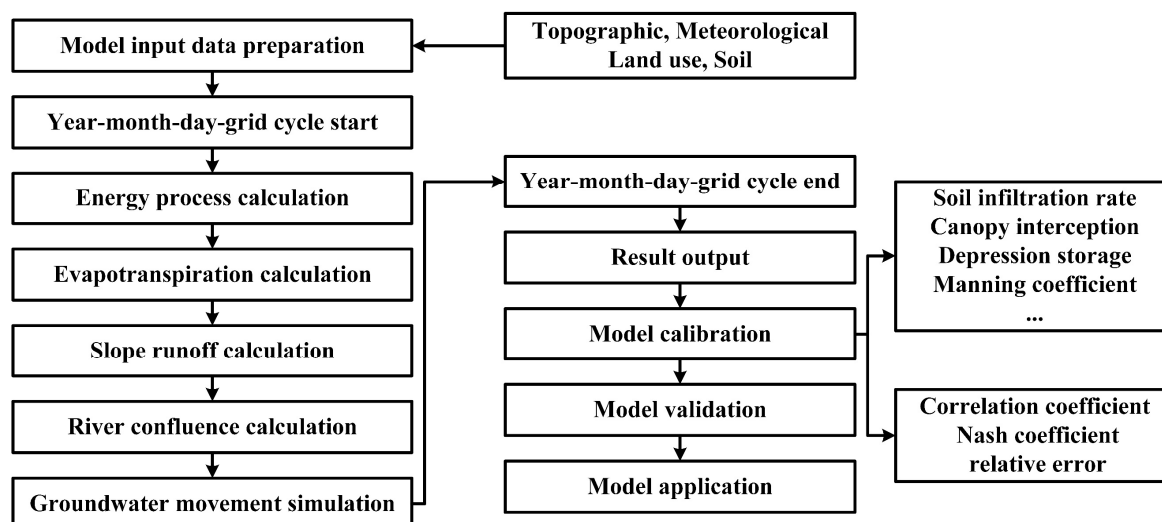 Model input data preparation
Topographic, Meteorological
Land use, Soil
Year-month-day-grid cycle start
Energy process calculation
Evapotranspiration calculation
Slope runoff calculation
River confluence calculation
Groundwater movement simulation
Year-month-day-grid cycle end
Result output
Model calibration
Model validation
Model application
Soil infiltration rate
Canopy interception
Depression storage
Manning coefficient
...
Correlation coefficient
Nash coefficient
relative error